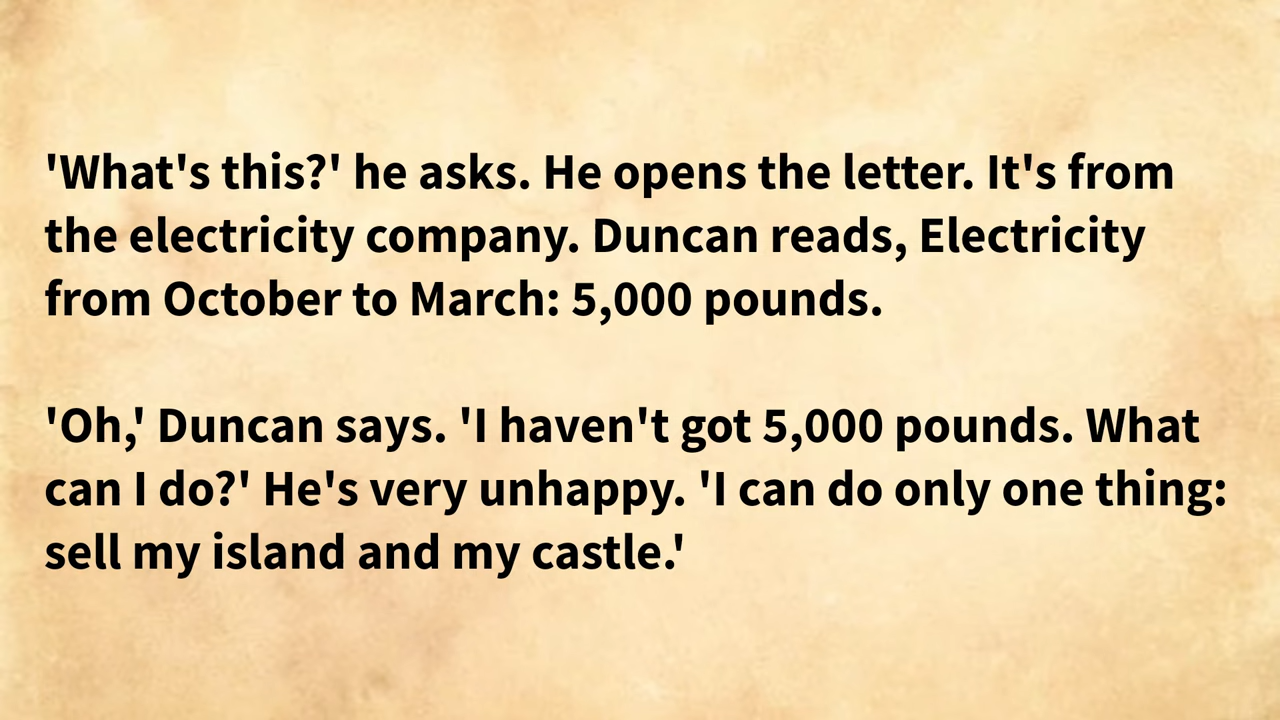 'What's this?' he asks. He opens the letter. It's from
the electricity company. Duncan reads, Electricity
from October to March: 5,000 pounds.
'Oh,' Duncan says. 'I haven't got 5,000 pounds. What
can I do?' He's very unhappy. 'I can do only one thing:
sell my island and my castle.'